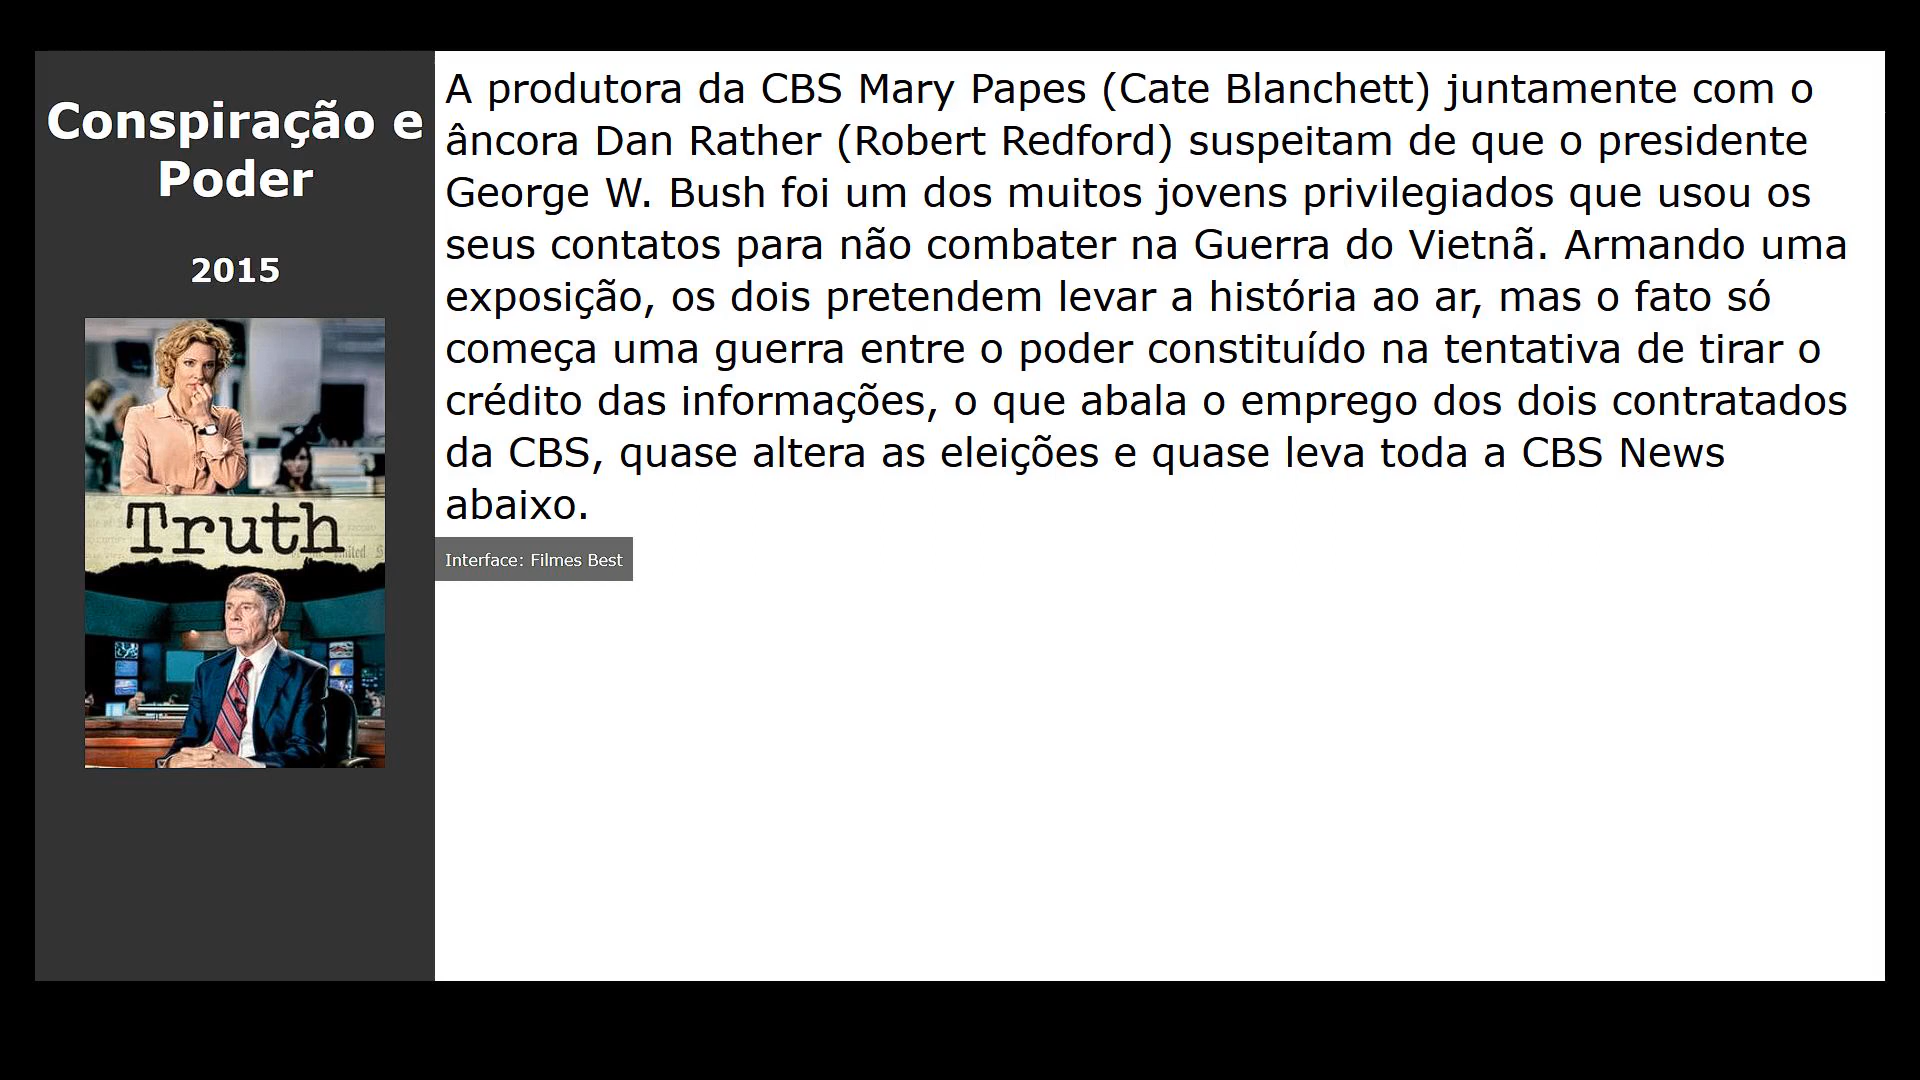 Conspiração e
Poder
2015
Truth
A produtora da CBS Mary Papes (Cate Blanchett) juntamente com o
âncora Dan Rather (Robert Redford) suspeitam de que o presidente
George W. Bush foi um dos muitos jovens privilegiados que usou os
seus contatos para não combater na Guerra do Vietnã. Armando uma
exposição, os dois pretendem levar a história ao ar, mas o fato só
começa uma guerra entre o poder constituído na tentativa de tirar o
crédito das informações, o que abala o emprego dos dois contratados
da CBS, quase altera as eleições e quase leva toda a CBS News
abaixo.
Interface: Filmes Best